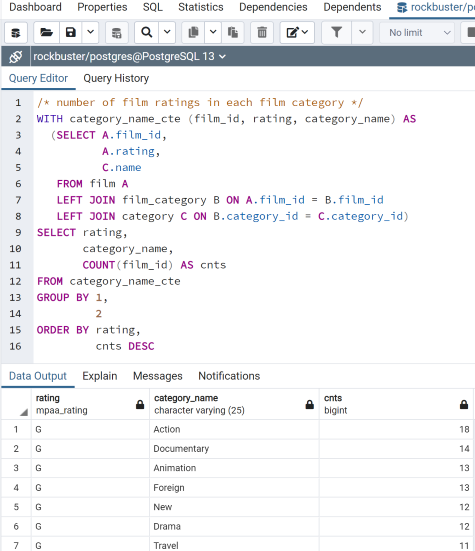 Dashboard Properties SQL Statistics Dependencies Dependents rockbuster/po
No limit
rockbuster/postgres@PostgreSQL 13
Query Editor Query History
1 /* number of film ratings in each film category */
2 WITH category_name_cte (film_id, rating, category_name) AS
3 (SELECT A.film_id,
4 A.rating,
5 C.name
6 FROM film A
7 LEFT JOIN film_category B ON A.film_id = B.film_id
8 LEFT JOIN category C ON B.category_id = C.category_id)
9 SELECT rating,
10 category_name,
11 COUNT(film_id) AS cnts
12 FROM category_name_cte
13 GROUP BY 1,
14 2
15 ORDER BY rating,
16 cnts DESC
Data Output Explain Messages Notifications
rating category_name cnts
mpaa_rating character varying (25) bigint
1 G Action 18
2 G Documentary 14
3 G Animation 13
4 G Foreign 13
5 G New 12
6 G Drama 12
7 G Travel 11